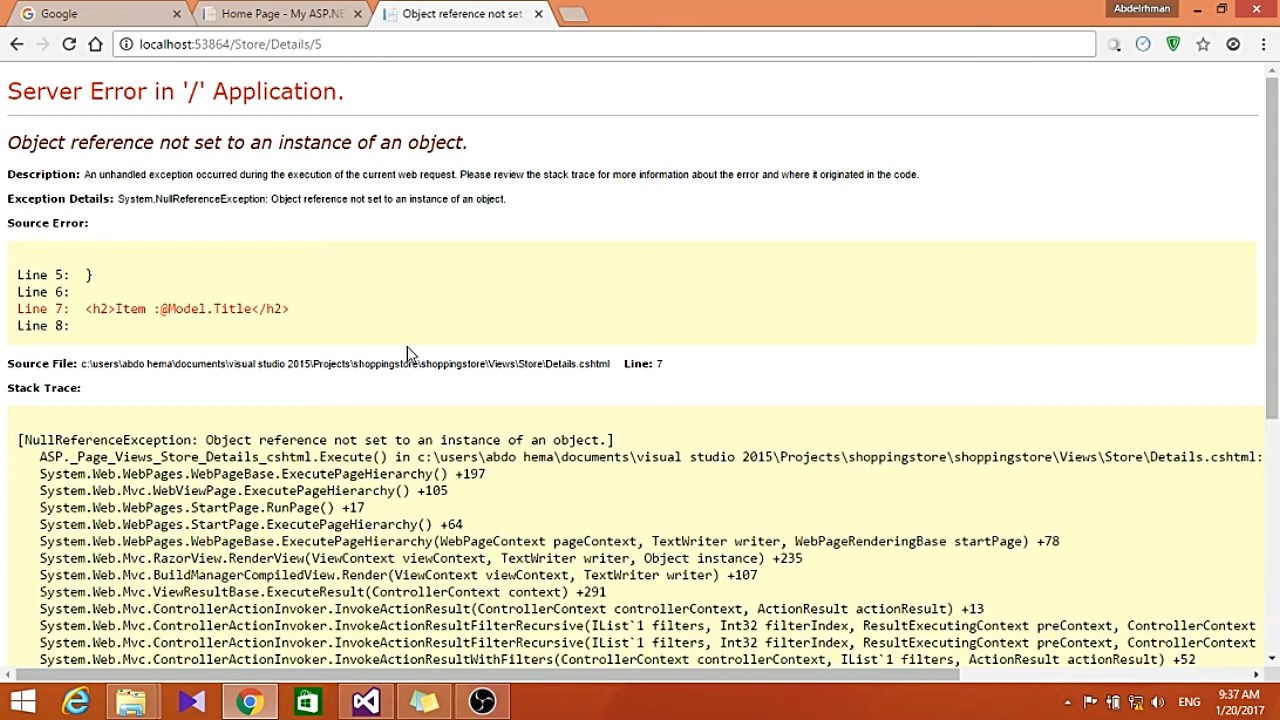 Google
Home Page - My ASP.NE
Object reference not set
Abdelrhman
localhost:53864/Store/Details/5
Server Error in '/' Application.
Object reference not set to an instance of an object.
Description: An unhandled exception occurred during the execution of the current web request. Please review the stack trace for more information about the error and where it originated in the code.
Exception Details: System.NullReferenceException: Object reference not set to an instance of an object.
Source Error:
Line 5:  }
Line 6:
Line 7:  <h2>Item :@Model.Title</h2>
Line 8:
Source File: c:\users\abdo hema\documents\visual studio 2015\Projects\shoppingstore\shoppingstore\Views\Store\Details.cshtml    Line: 7
Stack Trace:
[NullReferenceException: Object reference not set to an instance of an object.]
ASP._Page_Views_Store_Details_cshtml.Execute() in c:\users\abdo hema\documents\visual studio 2015\Projects\shoppingstore\shoppingstore\Views\Store\Details.cshtml:
System.Web.WebPages.WebPageBase.ExecutePageHierarchy() +197
System.Web.Mvc.WebViewPage.ExecutePageHierarchy() +105
System.Web.WebPages.StartPage.RunPage() +17
System.Web.WebPages.StartPage.ExecutePageHierarchy() +64
System.Web.WebPages.WebPageBase.ExecutePageHierarchy(WebPageContext pageContext, TextWriter writer, WebPageRenderingBase startPage) +78
System.Web.Mvc.RazorView.RenderView(ViewContext viewContext, TextWriter writer, Object instance) +235
System.Web.Mvc.BuildManagerCompiledView.Render(ViewContext viewContext, TextWriter writer) +107
System.Web.Mvc.ViewResultBase.ExecuteResult(ControllerContext context) +291
System.Web.Mvc.ControllerActionInvoker.InvokeActionResult(ControllerContext controllerContext, ActionResult actionResult) +13
System.Web.Mvc.ControllerActionInvoker.InvokeActionResultFilterRecursive(IList`1 filters, Int32 filterIndex, ResultExecutingContext preContext, ControllerContext
System.Web.Mvc.ControllerActionInvoker.InvokeActionResultFilterRecursive(IList`1 filters, Int32 filterIndex, ResultExecutingContext preContext, ControllerContext
System.Web.Mvc.ControllerActionInvoker.InvokeActionResultWithFilters(ControllerContext controllerContext, IList`1 filters, ActionResult actionResult) +52
ENG
9:37 AM
1/20/2017